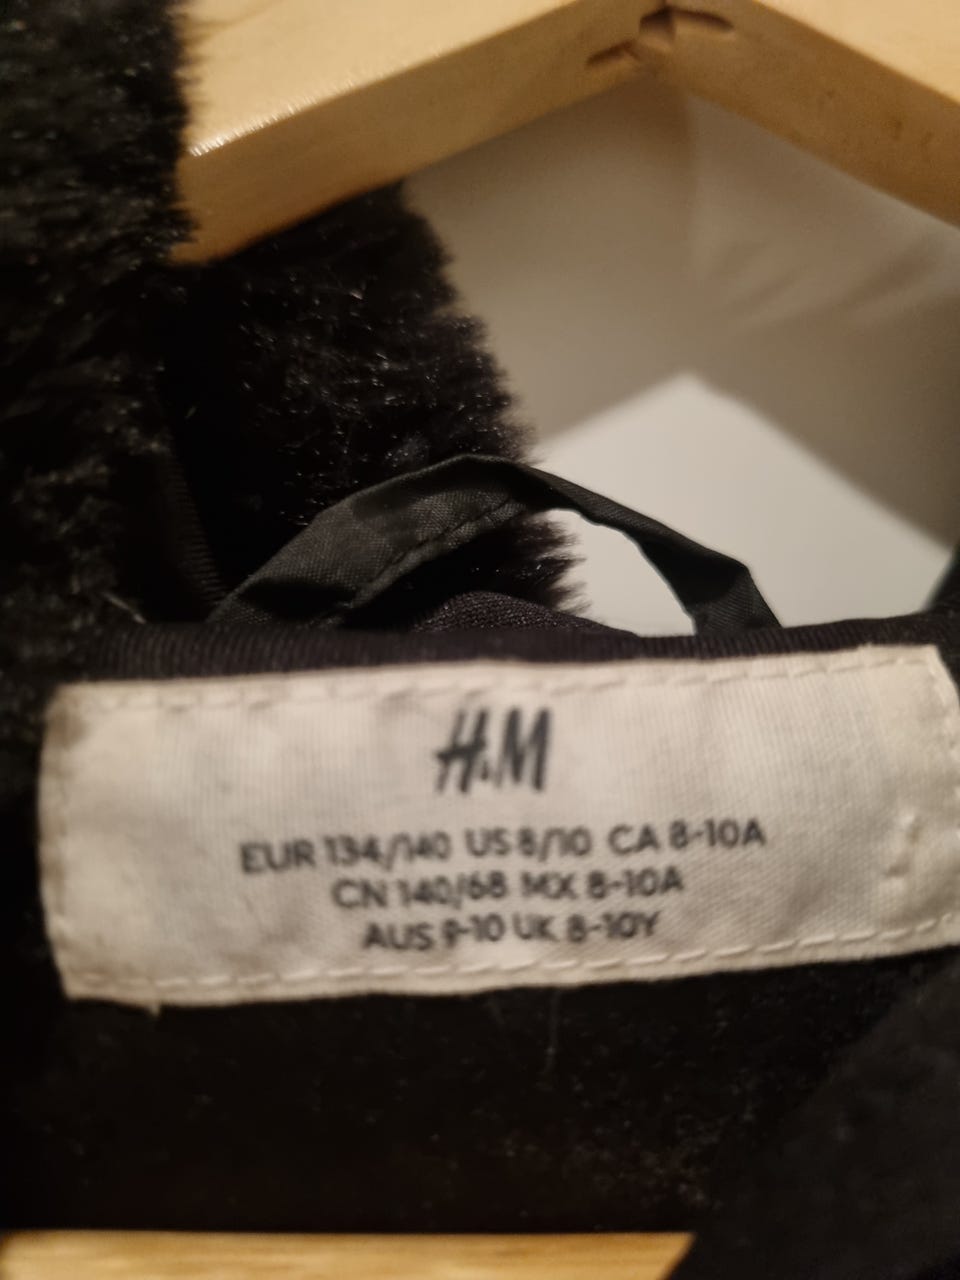 H&M
EUR 134/140 US 8/10 CA 8-10A
CN 140/68 MX 8-10A
AUS 9-10 UK 8-10Y